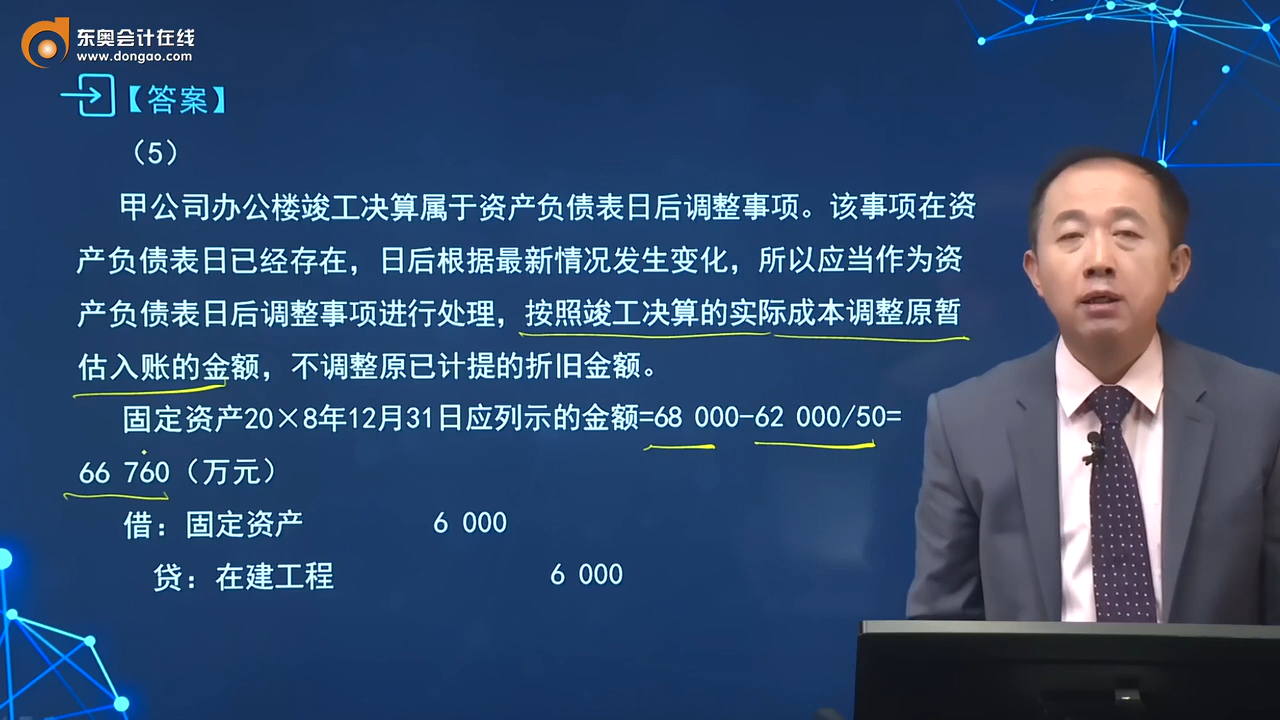 东奥会计在线
www.dongao.com
【答案】
（5）
甲公司办公楼竣工决算属于资产负债表日后调整事项。该事项在资
产负债表日已经存在，日后根据最新情况发生变化，所以应当作为资
产负债表日后调整事项进行处理，按照竣工决算的实际成本调整原暂
估入账的金额，不调整原已计提的折旧金额。
固定资产20×8年12月31日应列示的金额=68 000-62 000/50=
66 760（万元）
借：固定资产 6 000
贷：在建工程 6 000